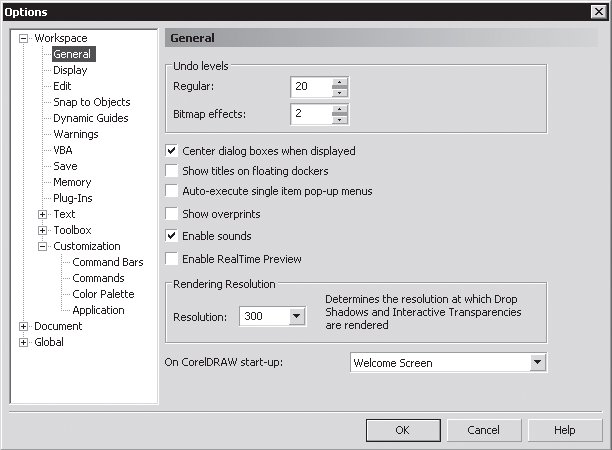 Options
Workspace
General
Display
Edit
Snap to Objects
Dynamic Guides
Warnings
VBA
Save
Memory
Plug-Ins
Text
Toolbox
Customization
Command Bars
Commands
Color Palette
Application
Document
Global
General
Undo levels
Regular: 20
Bitmap effects: 2
Center dialog boxes when displayed
Show titles on floating dockers
Auto-execute single item pop-up menus
Show overprints
Enable sounds
Enable RealTime Preview
Rendering Resolution
Resolution: 300
Determines the resolution at which Drop
Shadows and Interactive Transparencies
are rendered
On CorelDRAW start-up: Welcome Screen
OK Cancel Help